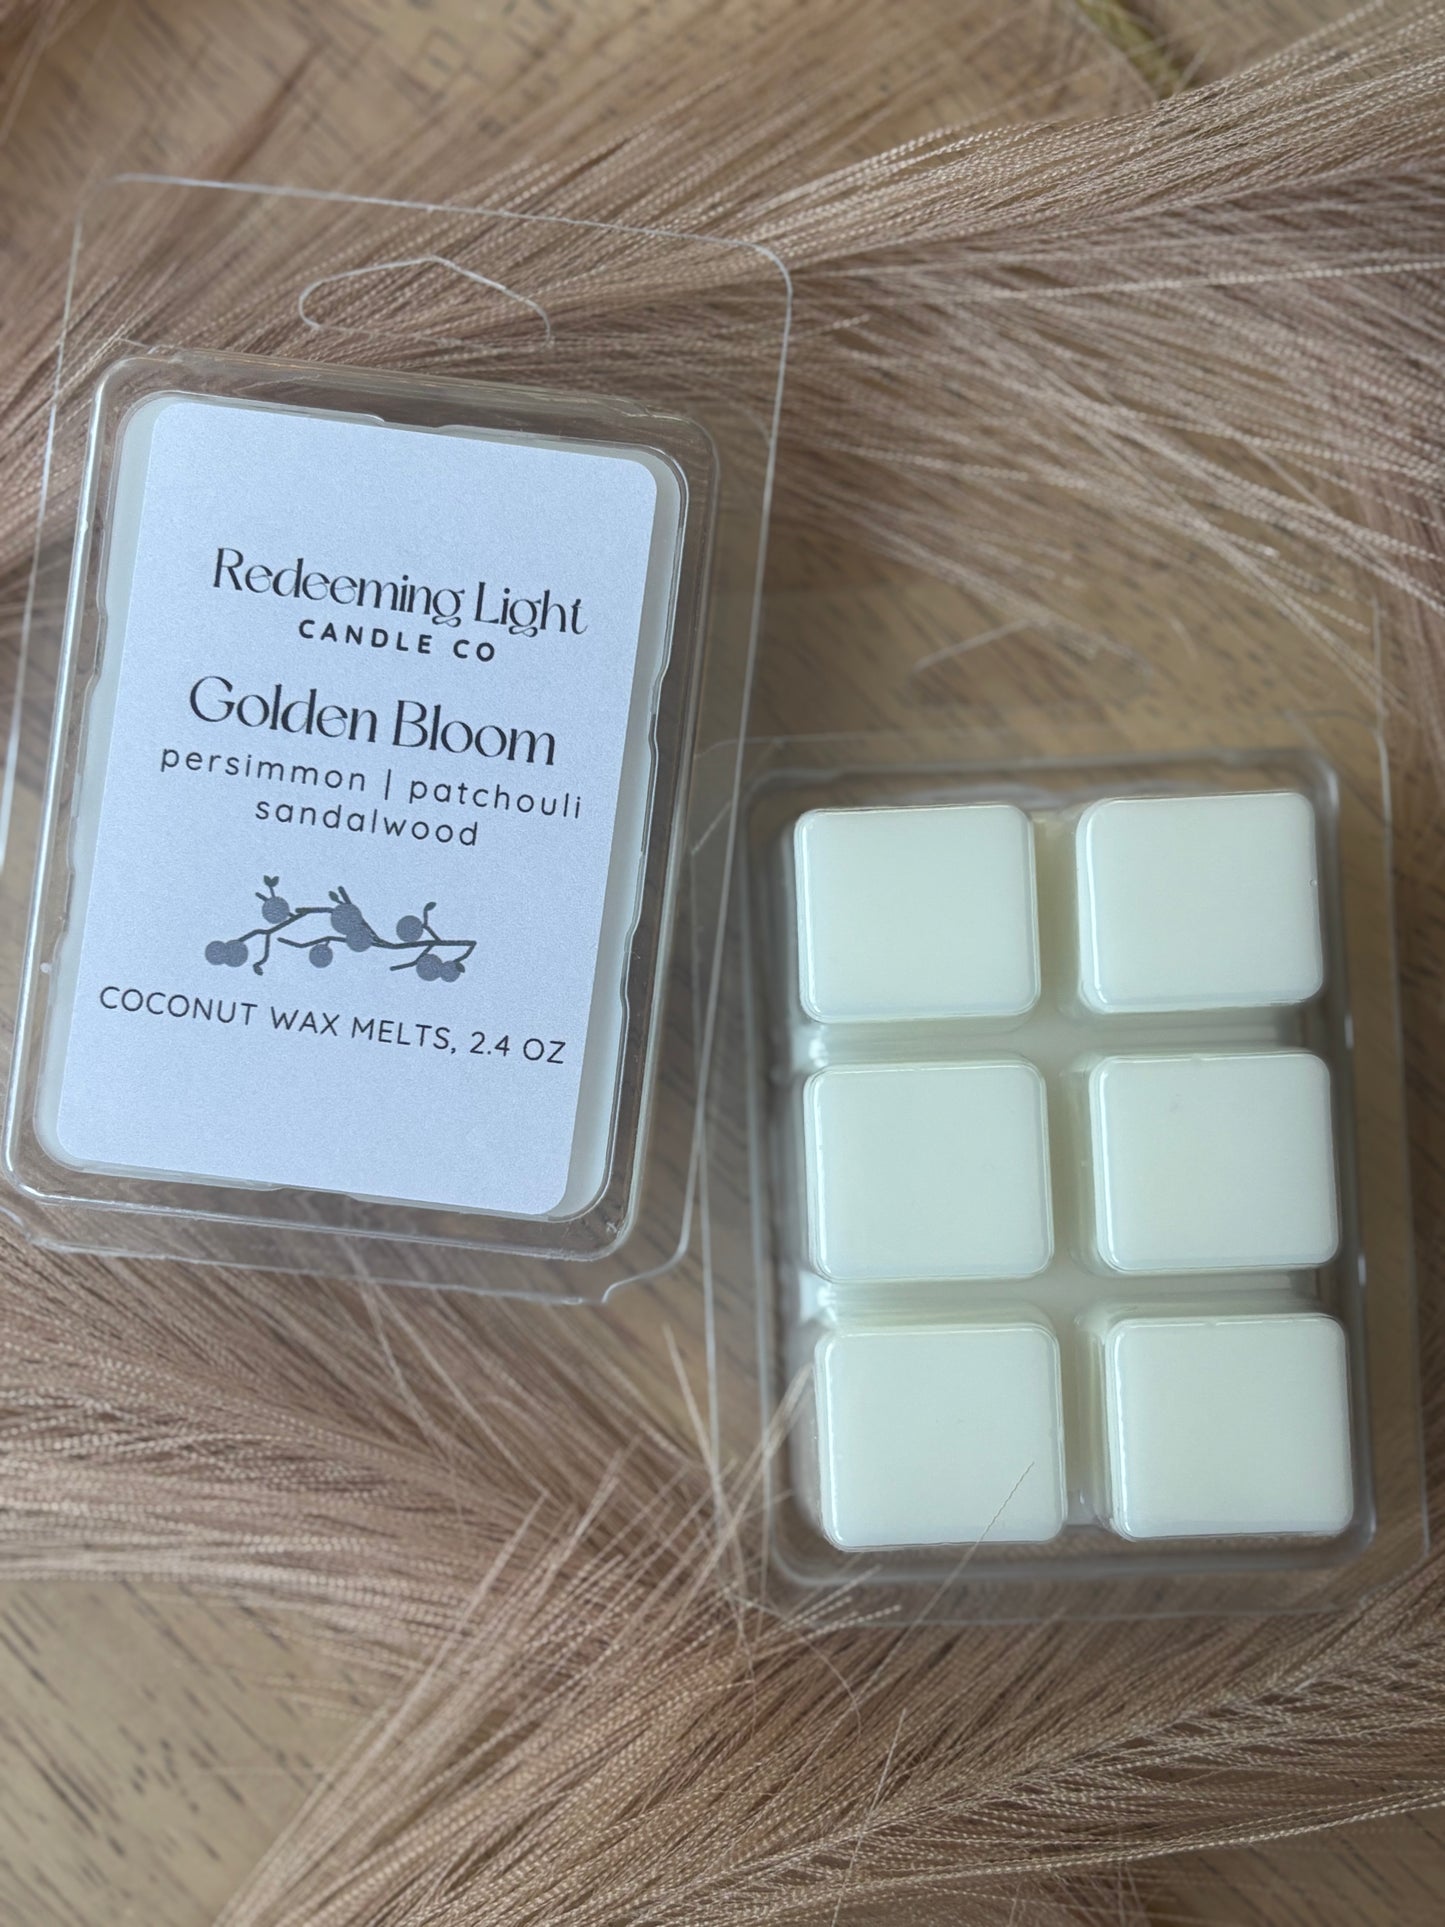 Redeeming Light
CANDLE CO
Golden Bloom
persimmon | patchouli
sandalwood
COCONUT WAX MELTS, 2.4 OZ